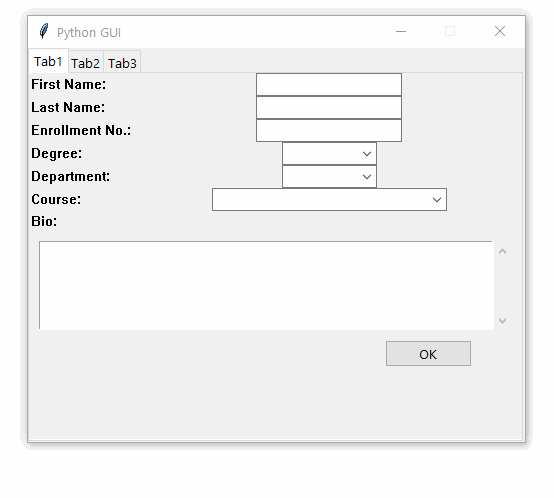 Python GUI
Tab1 Tab2 Tab3
First Name:
Last Name:
Enrollment No.:
Degree:
Department:
Course:
Bio:
OK